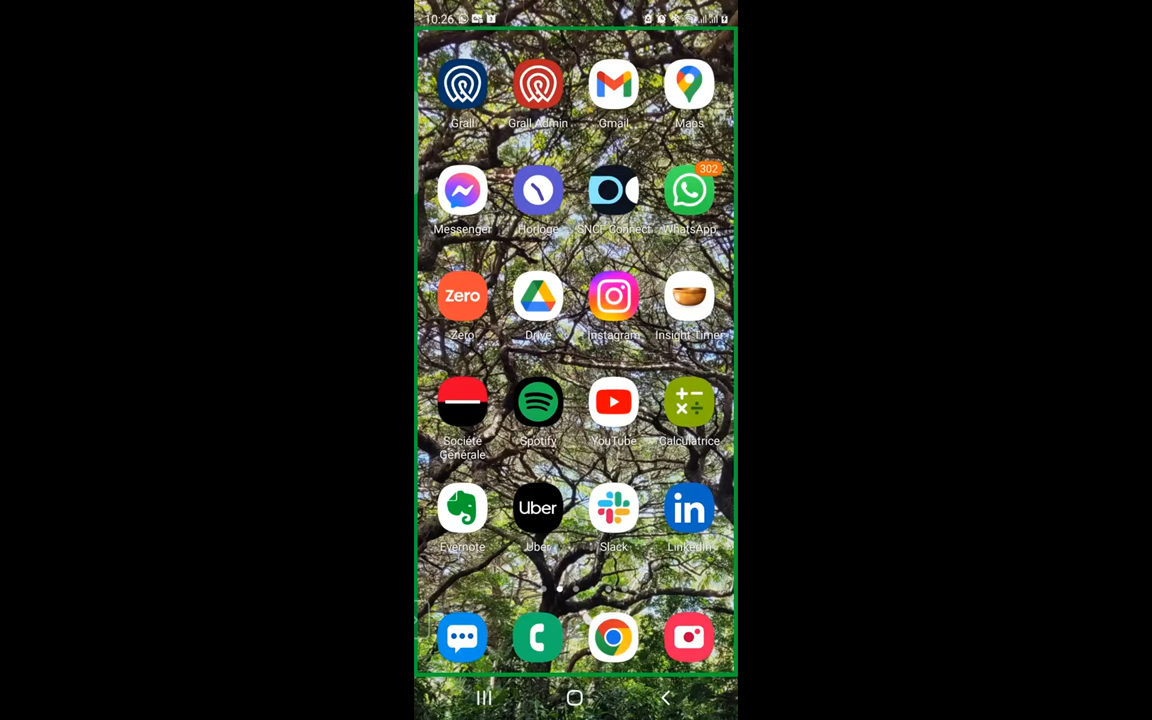 10:26
Grall Grall Admin Gmail Maps
302
Messenger Horloge SNCF Connect WhatsApp
Zero
Zero Drive Instagram Insight Timer
Société Générale Spotify YouTube Calculatrice
Uber in
Evernote Uber Slack LinkedIn